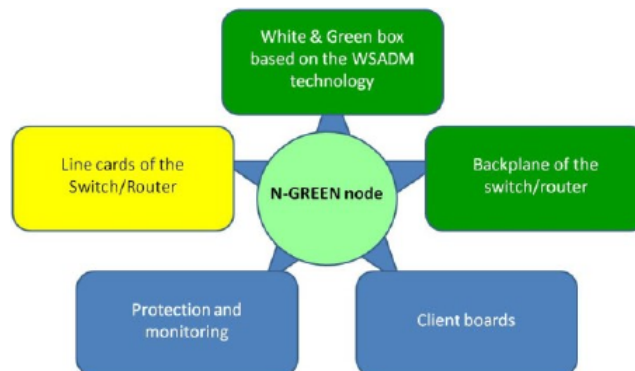 White & Green box
based on the WSADM
technology
Line cards of the
Switch/Router
N-GREEN node
Backplane of the
switch/router
Protection and
monitoring
Client boards